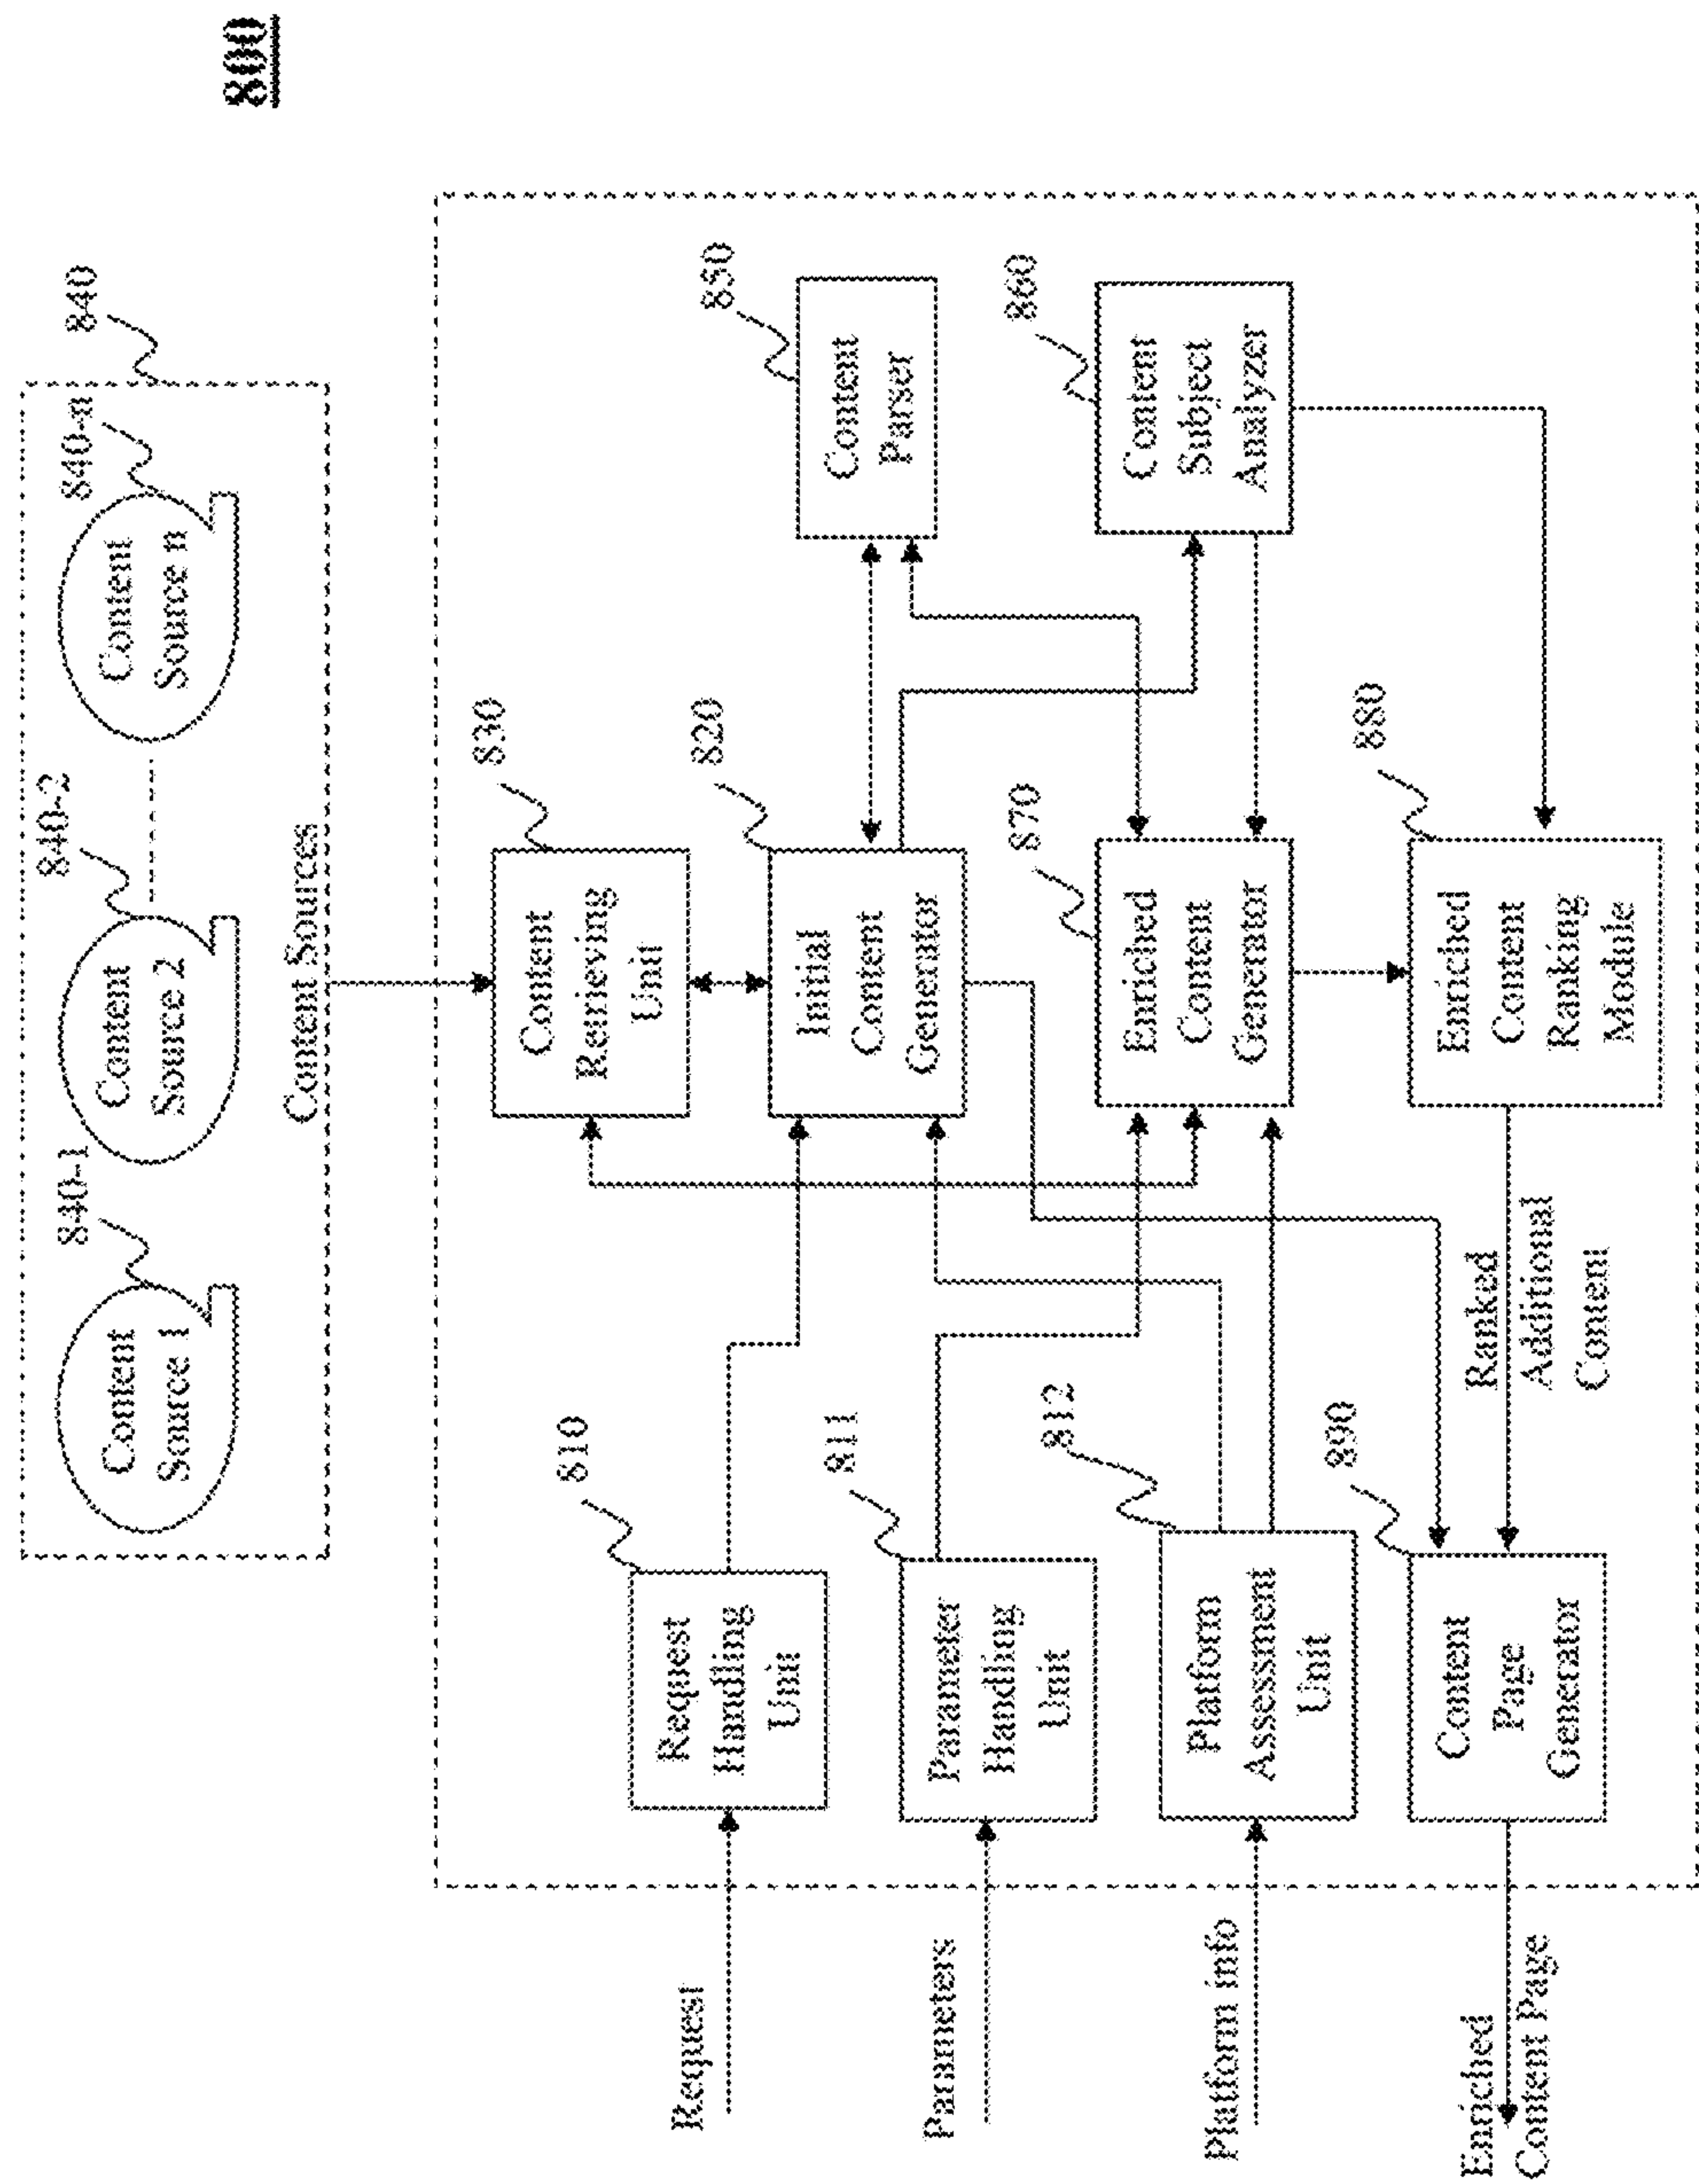 800
840
840-1
840-2
840-n
Content
Source 1
Content
Source 2
Content
Source n
Content Sources
830
Content
Retrieving
Unit
810
Request
Request
Handling
Unit
820
Initial
Content
Generator
850
Content
Parser
811
Parameters
Parameter
Handling
Unit
870
Enriched
Content
Generator
860
Content
Subject
Analyzer
812
Platform info
Platform
Assessment
Unit
880
Enriched
Content
Ranking
Module
Ranked
Additional
Content
890
Content
Page
Generator
Enriched
Content Page